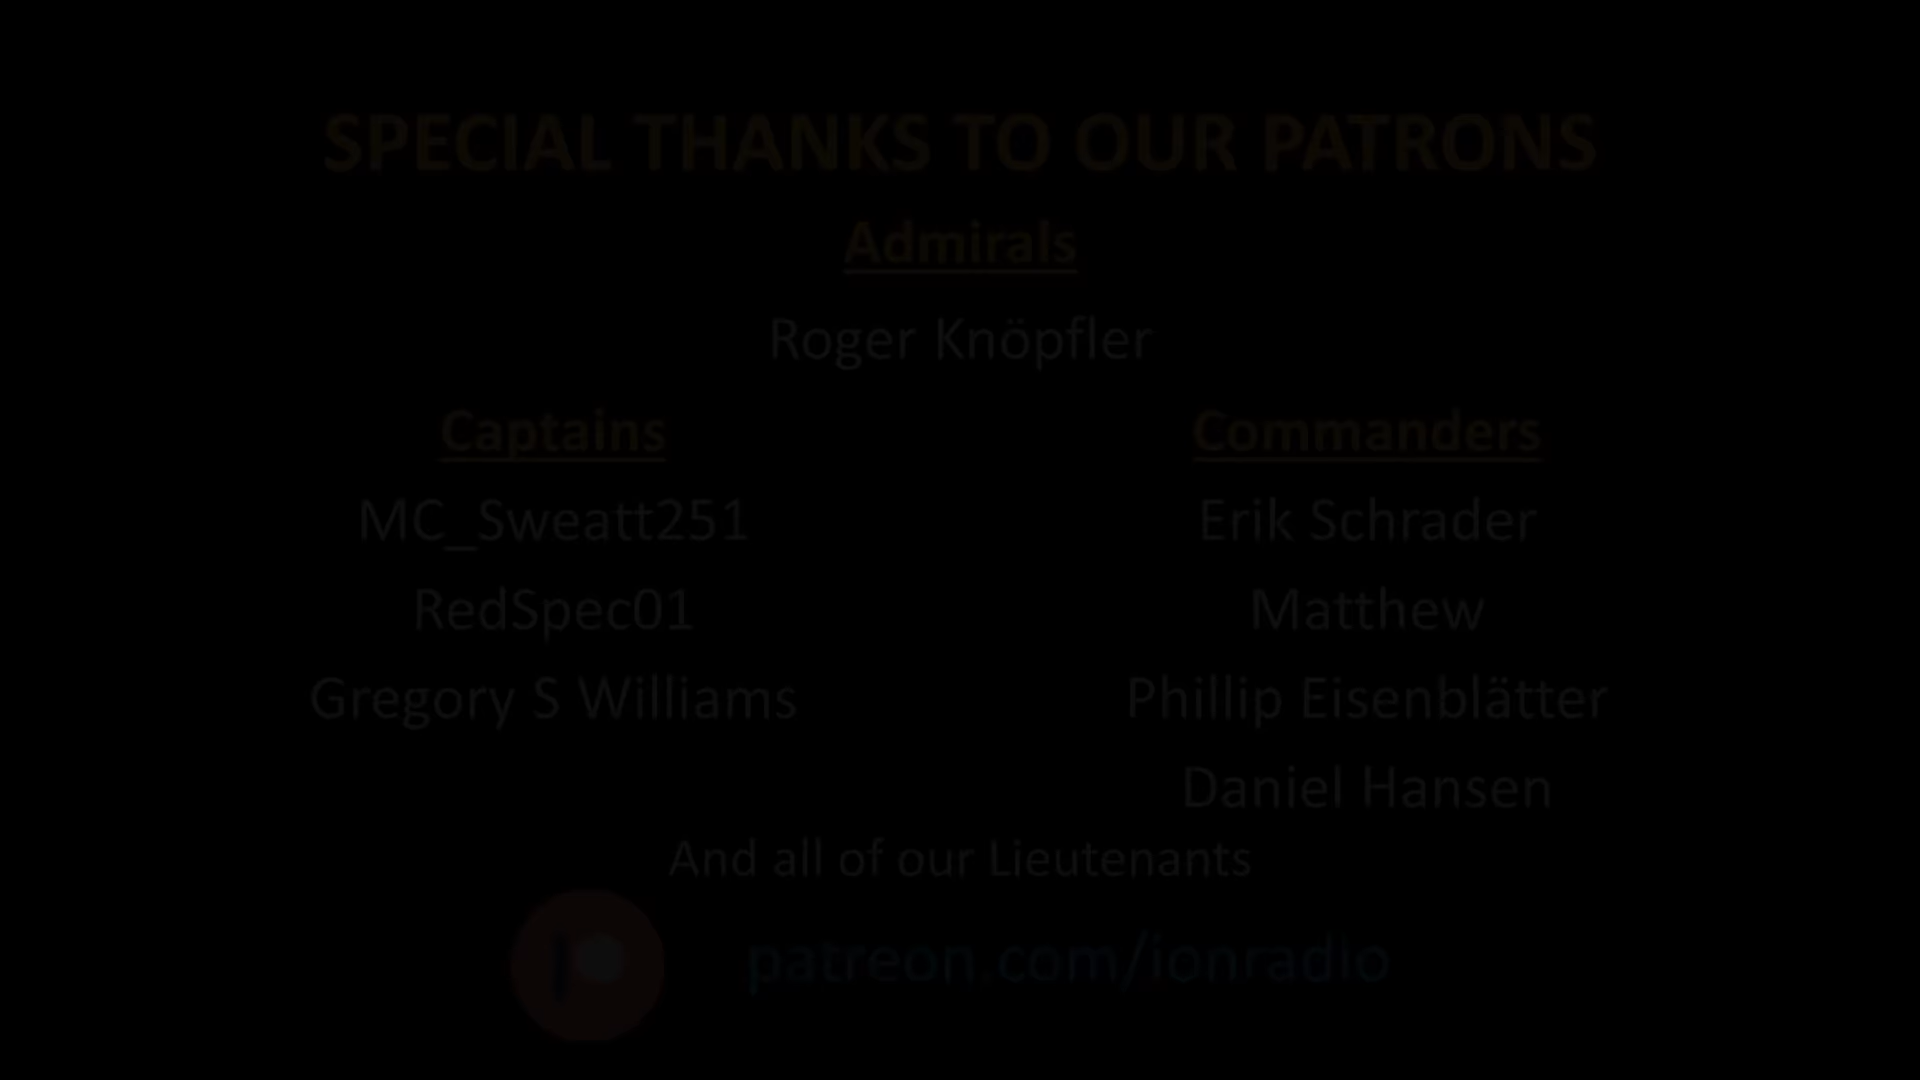 SPECIAL THANKS TO OUR PATRONS
Admirals
Roger Knöpfler
Captains
MC_Sweatt251
RedSpec01
Gregory S Williams
Commanders
Erik Schrader
Matthew
Phillip Eisenblätter
Daniel Hansen
And all of our Lieutenants
patreon.com/ionradio